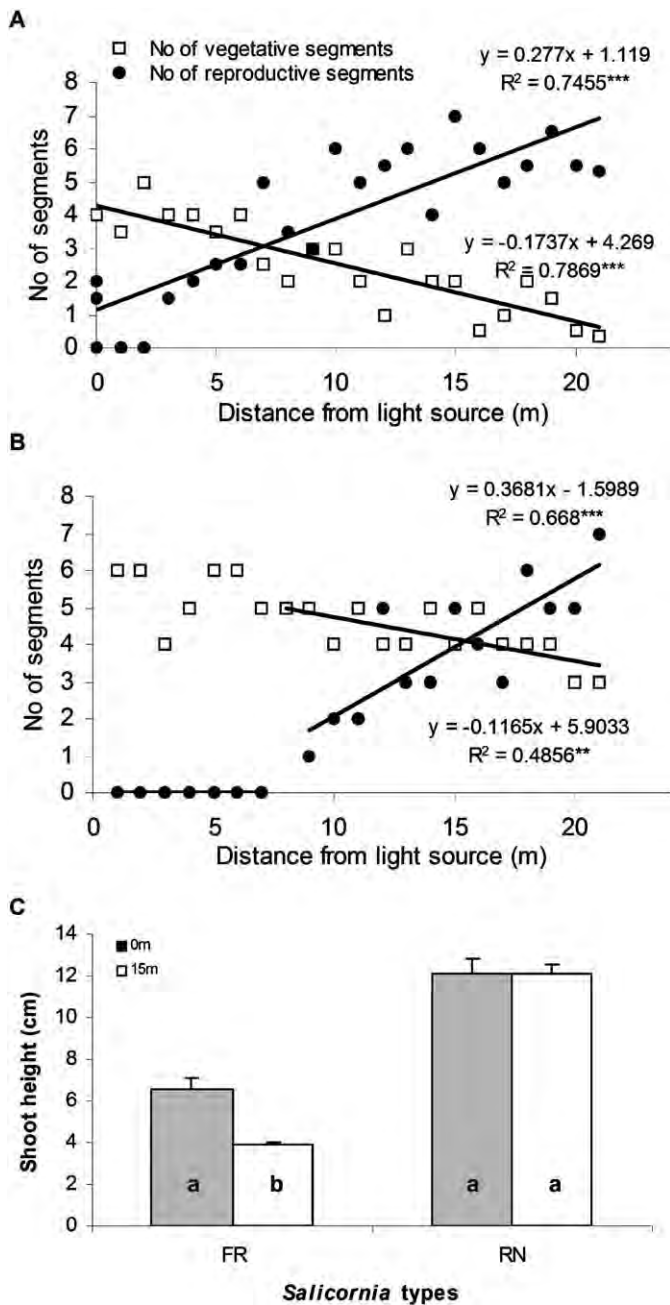 A
No of vegetative segments
No of reproductive segments
y = 0.277x + 1.119
R² = 0.7455***
8
7
6
5
4
3
2
1
0
No of segments
y = -0.1737x + 4.269
R² = 0.7869***
0 5 10 15 20
Distance from light source (m)
B
8
7
6
5
4
3
2
1
0
No of segments
y = 0.3681x - 1.5989
R² = 0.668***
y = -0.1165x + 5.9033
R² = 0.4856**
0 5 10 15 20
Distance from light source (m)
C
14
12
10
8
6
4
2
0
Shoot height (cm)
0m
15m
a b a a
FR RN
Salicornia types